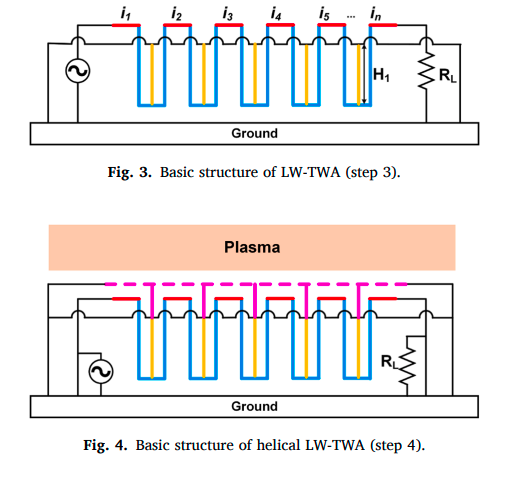 i1 i2 i3 i4 i5 ... in
H1
RL
Ground
Fig. 3. Basic structure of LW-TWA (step 3).
Plasma
RL
Ground
Fig. 4. Basic structure of helical LW-TWA (step 4).